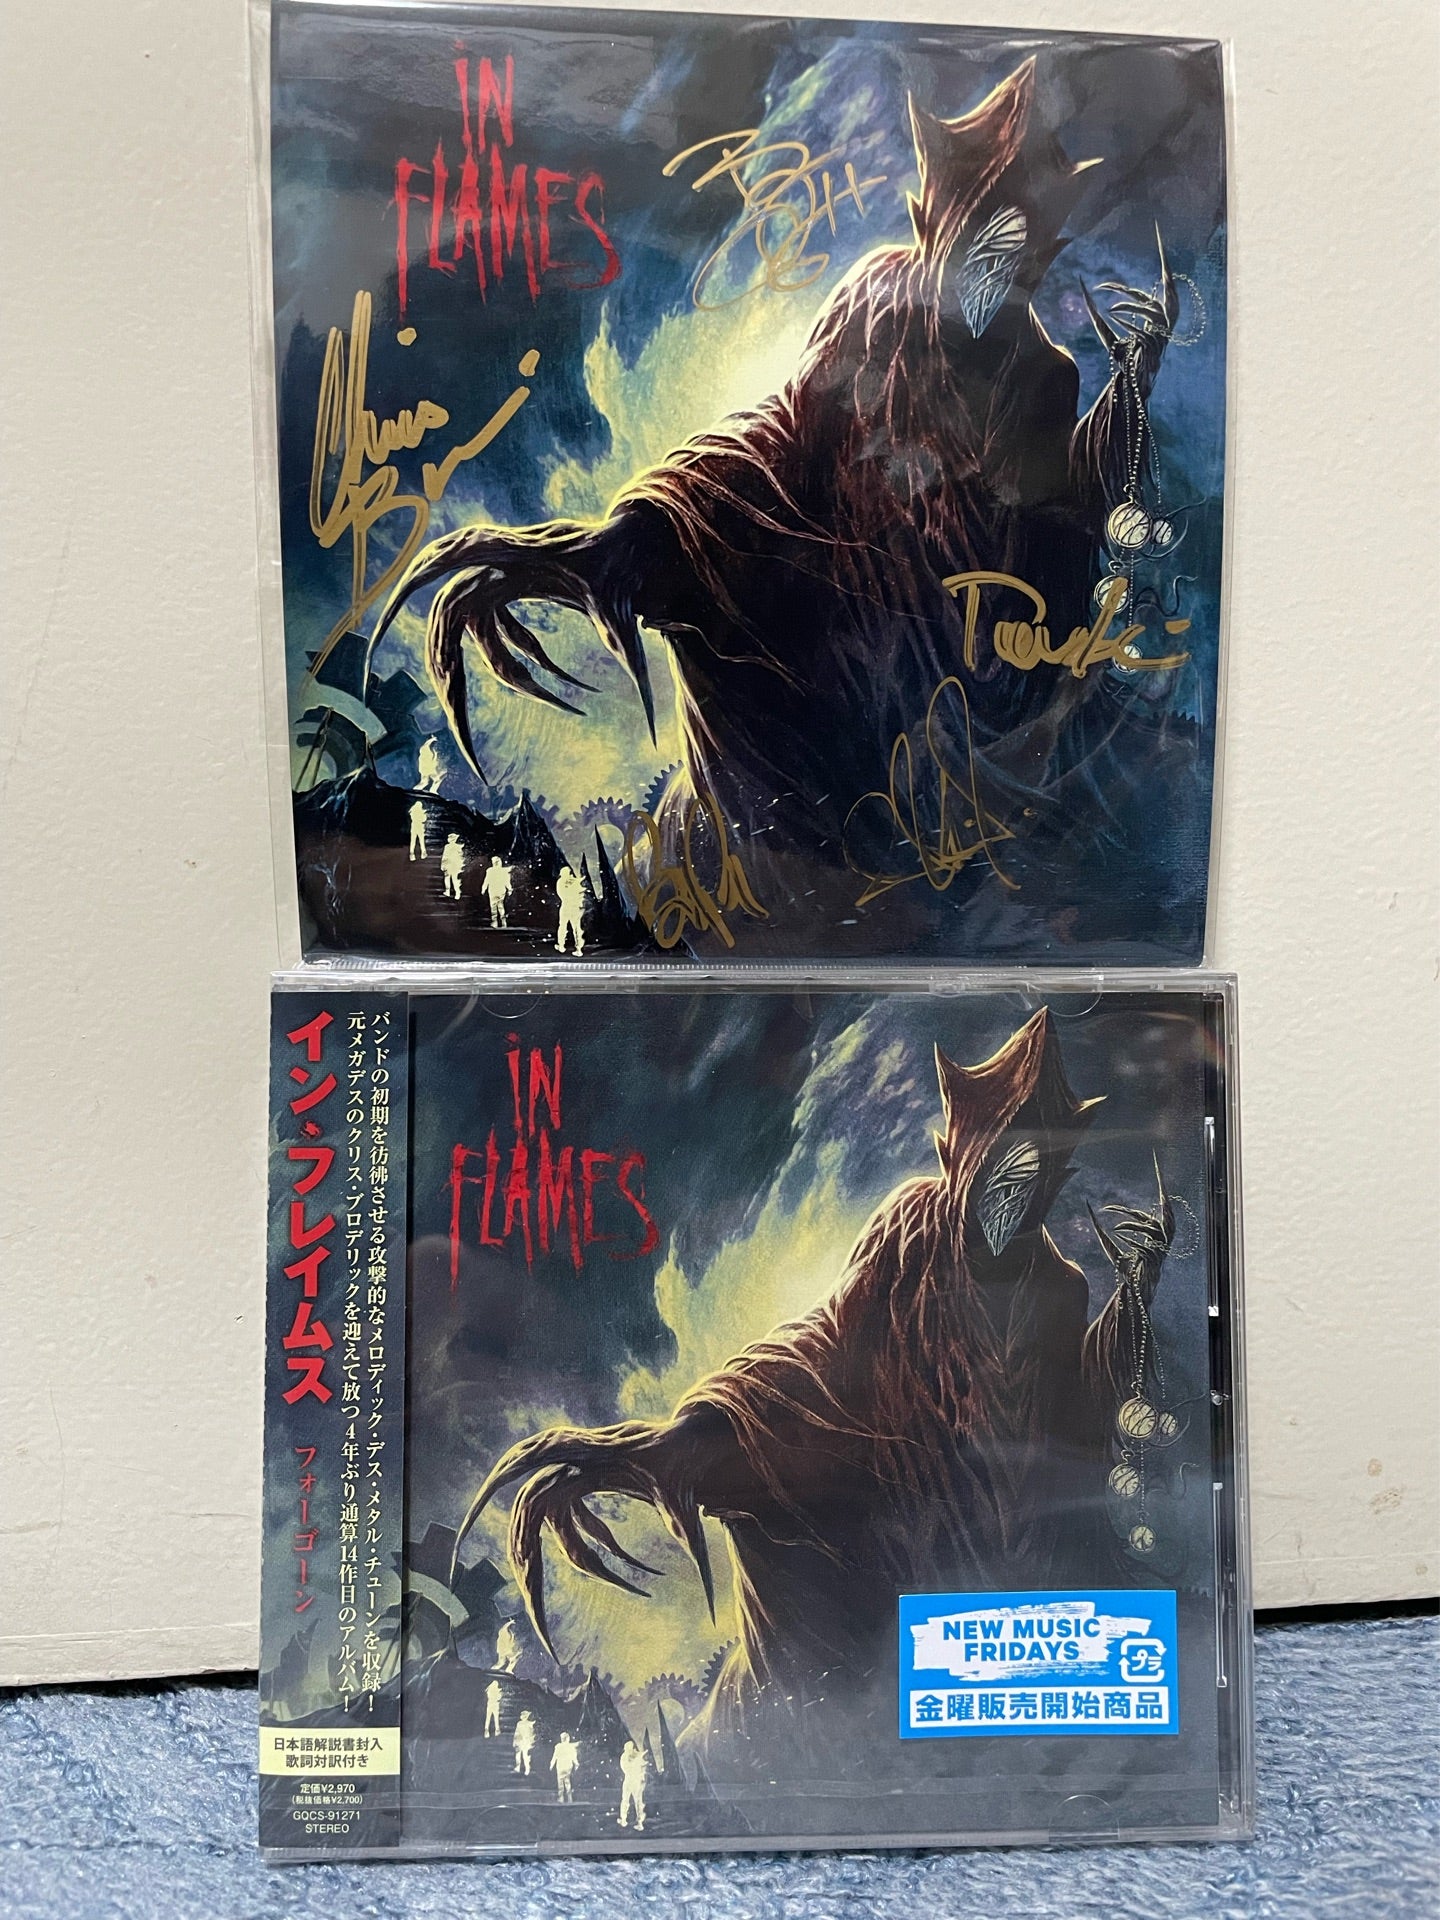 IN
FLAMES
Chris
イン・フレイムス
フォーゴーン
バンドの初期を彷彿させる攻撃的なメロディック・デス・メタル・チューンを収録！
元メガデスのクリス・ブロデリックを迎えて放つ4年ぶり通算14作目のアルバム！
日本語解説書封入
歌詞対訳付き
定価¥2,970
(税抜価格¥2,700)
GQCS-91271
STEREO
IN
FLAMES
NEW MUSIC
FRIDAYS
プラ
金曜販売開始商品